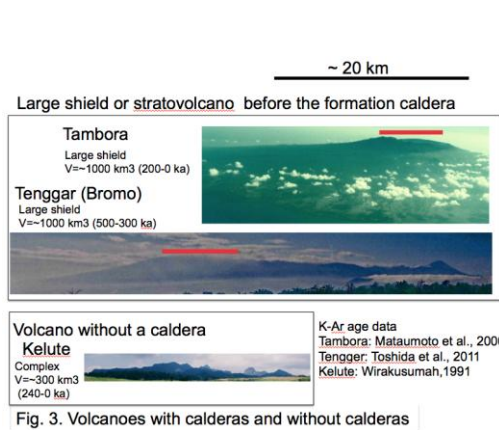 ~ 20 km
Large shield or stratovolcano before the formation caldera
Tambora
Large shield
V=~1000 km3 (200-0 ka)
Tenggar (Bromo)
Large shield
V=~1000 km3 (500-300 ka)
Volcano without a caldera
Kelute
Complex
V=~300 km3
(240-0 ka)
K-Ar age data
Tambora: Mataumoto et al., 2000
Tengger: Toshida et al., 2011
Kelute: Wirakusumah,1991
Fig. 3. Volcanoes with calderas and without calderas